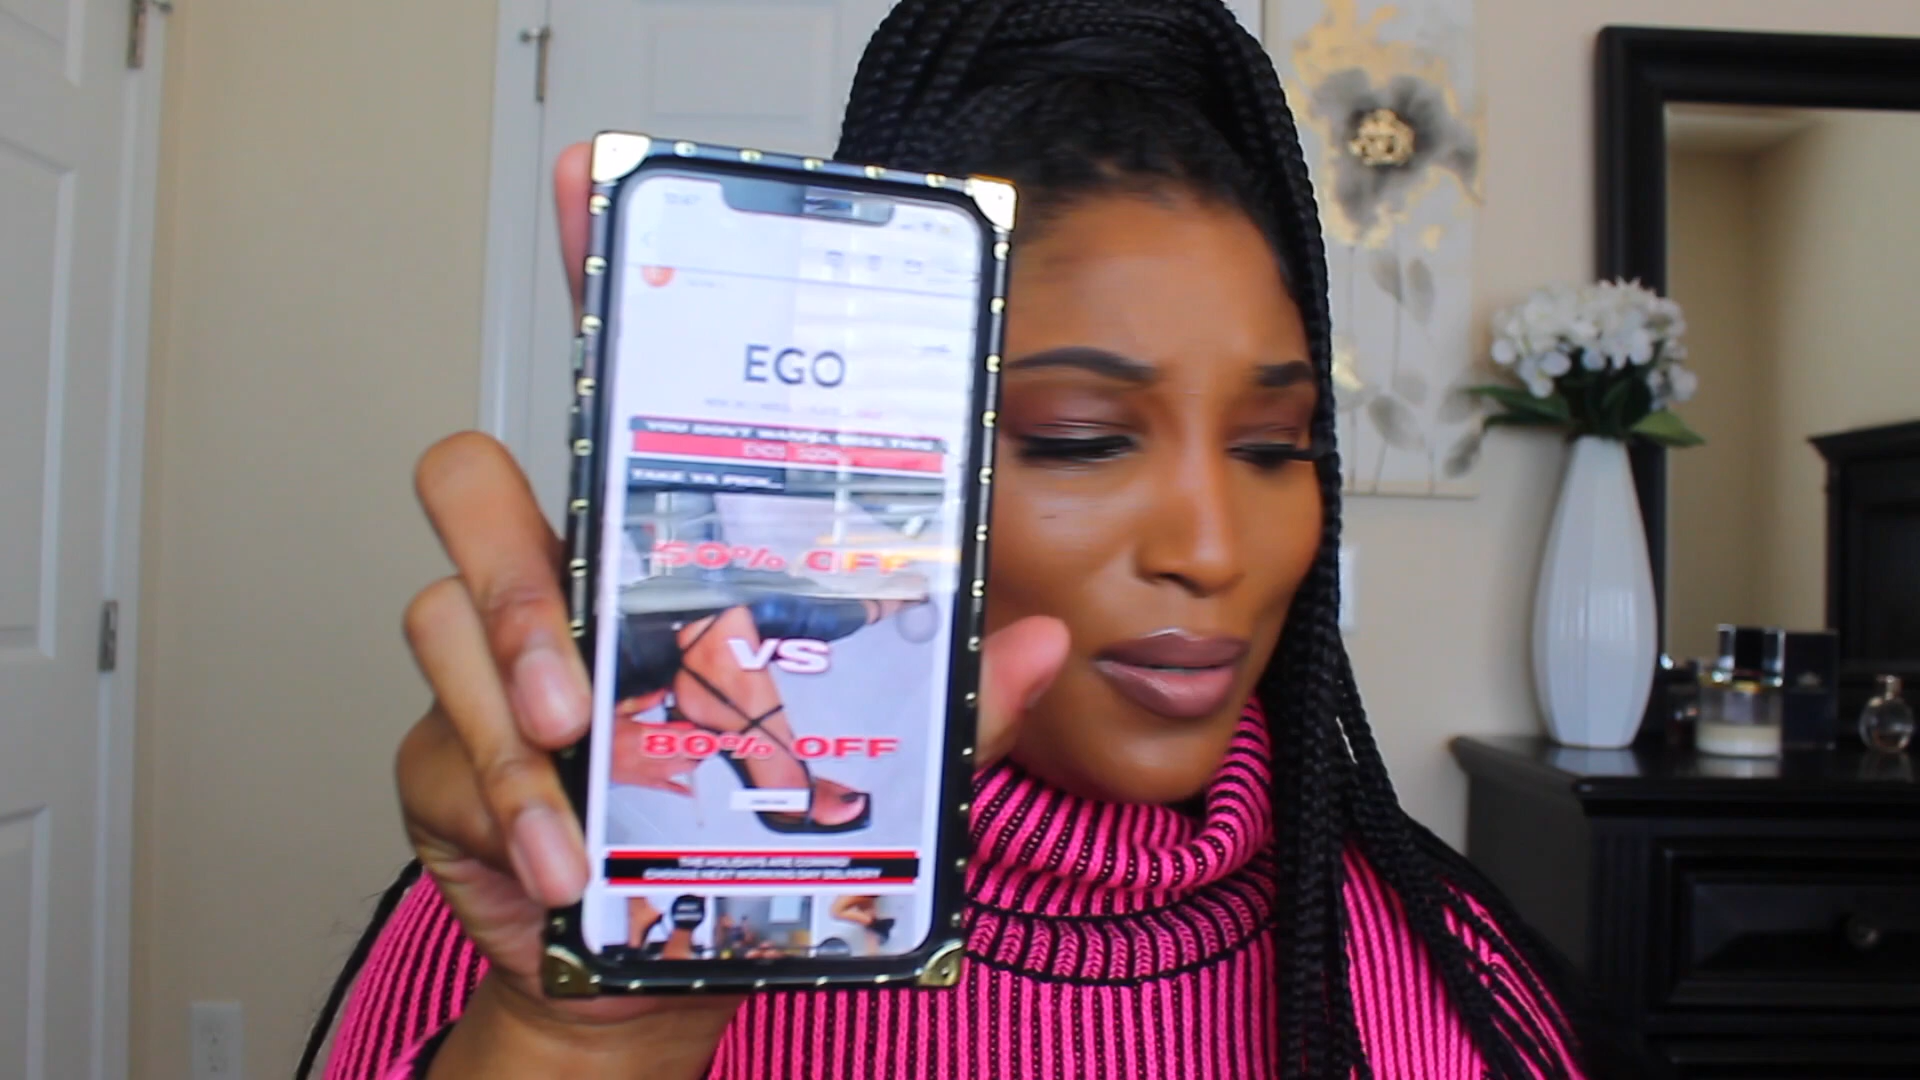 EGO
YOU DON'T WANNA MISS THIS
ENDS SOON
TAKE YA PICK...
50% OFF
VS
80% OFF
THE HOLIDAYS ARE COMING!
CHOOSE NEXT WORKING DAY DELIVERY